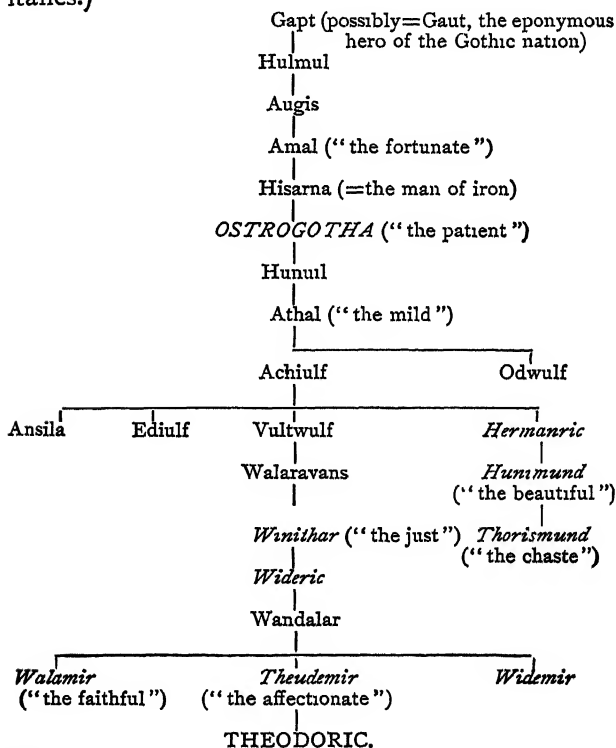 italics.)
Gapt (possibly=Gaut, the eponymous
hero of the Gothic nation)
Hulmul
Augis
Amal (“the fortunate”)
Hisarna (=the man of iron)
OSTROGOTHA (“the patient”)
Hunuil
Athal (“the mild”)
Achiulf Odwulf
Ansila Ediulf Vultwulf Hermanric
Walaravans Hunimund
(“the beautiful”)
Winithar (“the just”) Thorismund
(“the chaste”)
Wideric
Wandalar
Walamir Theudemir Widemir
(“the faithful”) (“the affectionate”)
THEODORIC.